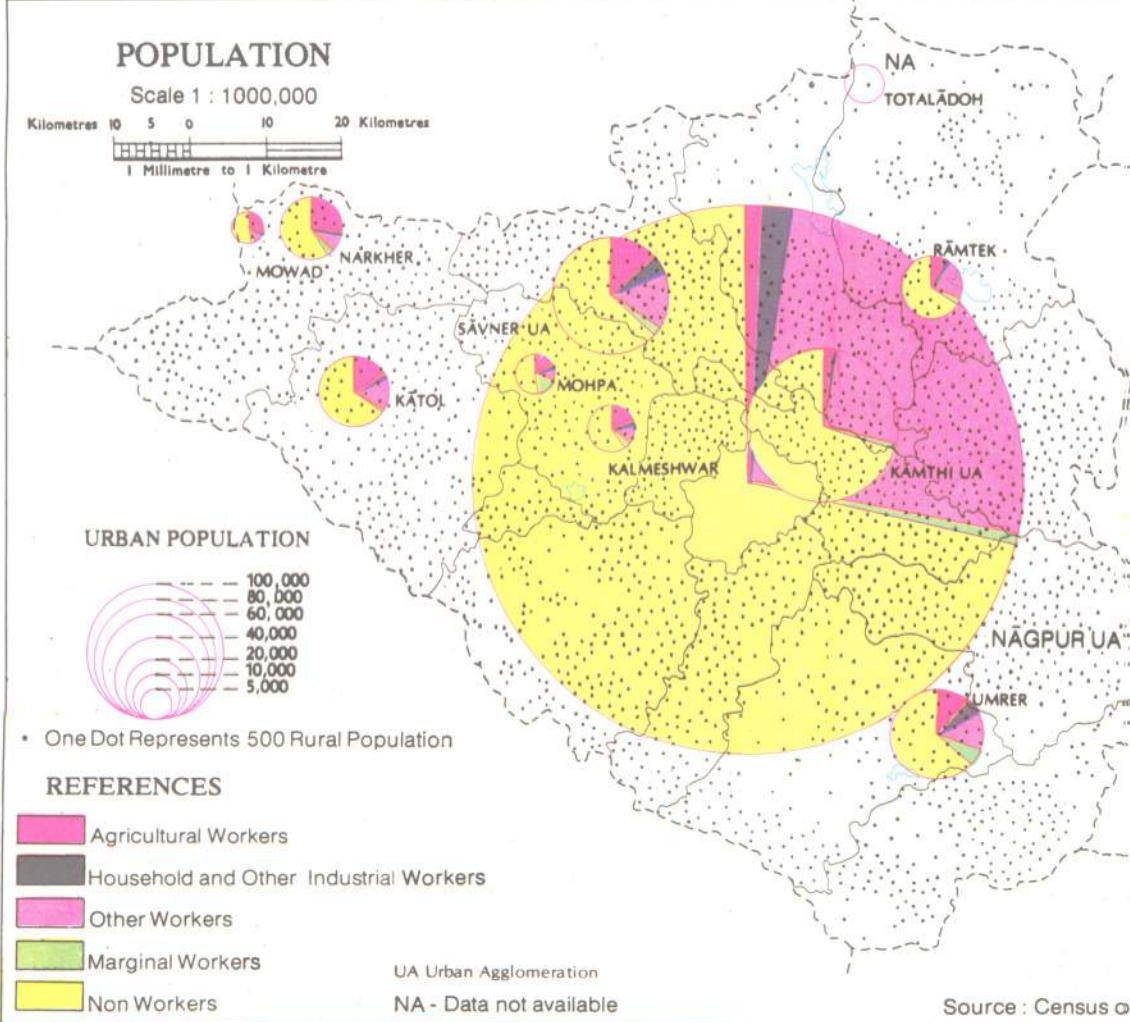 POPULATION
Scale 1 : 1000,000
Kilometres 10 5 0 10 20 Kilometres
1 Millimetre to 1 Kilometre
NA
TOTALĀDOH
MOWAD
NARKHER
RĀMTEK
SĀVNER UA
MOHPA
KĀTOL
KALMESHWAR
KĀMTHI UA
NĀGPUR UA
UMRER
URBAN POPULATION
100,000
80,000
60,000
40,000
20,000
10,000
5,000
• One Dot Represents 500 Rural Population
REFERENCES
Agricultural Workers
Household and Other Industrial Workers
Other Workers
Marginal Workers
Non Workers
UA Urban Agglomeration
NA - Data not available
Source : Census